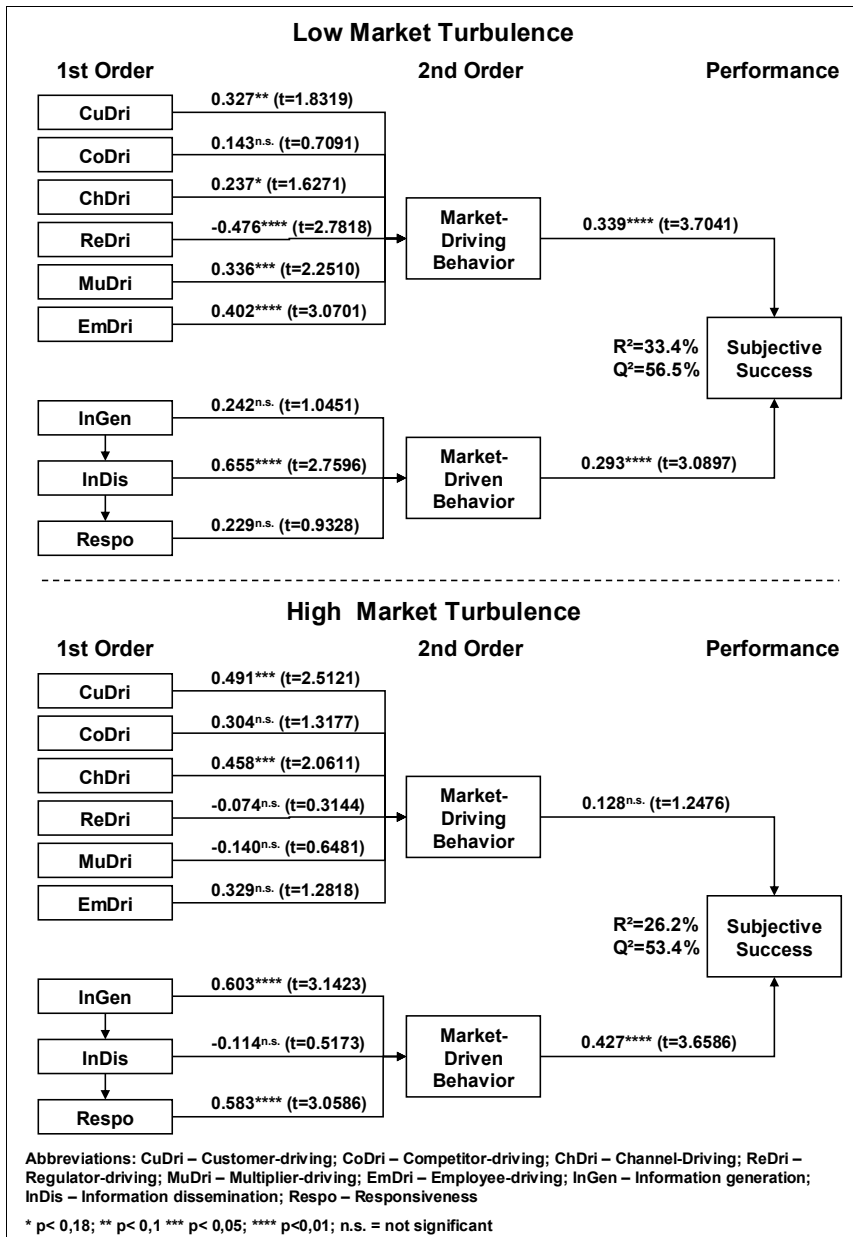 Low Market Turbulence
1st Order 2nd Order Performance
CuDri 0.327** (t=1.8319)
CoDri 0.143n.s. (t=0.7091)
ChDri 0.237* (t=1.6271)
ReDri -0.476**** (t=2.7818)
MuDri 0.336*** (t=2.2510)
EmDri 0.402**** (t=3.0701)
Market-
Driving
Behavior
0.339**** (t=3.7041)
R²=33.4%
Q²=56.5%
Subjective
Success
InGen 0.242n.s. (t=1.0451)
InDis 0.655**** (t=2.7596)
Respo 0.229n.s. (t=0.9328)
Market-
Driven
Behavior
0.293**** (t=3.0897)
High Market Turbulence
1st Order 2nd Order Performance
CuDri 0.491*** (t=2.5121)
CoDri 0.304n.s. (t=1.3177)
ChDri 0.458*** (t=2.0611)
ReDri -0.074n.s. (t=0.3144)
MuDri -0.140n.s. (t=0.6481)
EmDri 0.329n.s. (t=1.2818)
Market-
Driving
Behavior
0.128n.s. (t=1.2476)
R²=26.2%
Q²=53.4%
Subjective
Success
InGen 0.603**** (t=3.1423)
InDis -0.114n.s. (t=0.5173)
Respo 0.583**** (t=3.0586)
Market-
Driven
Behavior
0.427**** (t=3.6586)
Abbreviations: CuDri – Customer-driving; CoDri – Competitor-driving; ChDri – Channel-Driving; ReDri –
Regulator-driving; MuDri – Multiplier-driving; EmDri – Employee-driving; InGen – Information generation;
InDis – Information dissemination; Respo – Responsiveness
* p< 0,18; ** p< 0,1 *** p< 0,05; **** p<0,01; n.s. = not significant